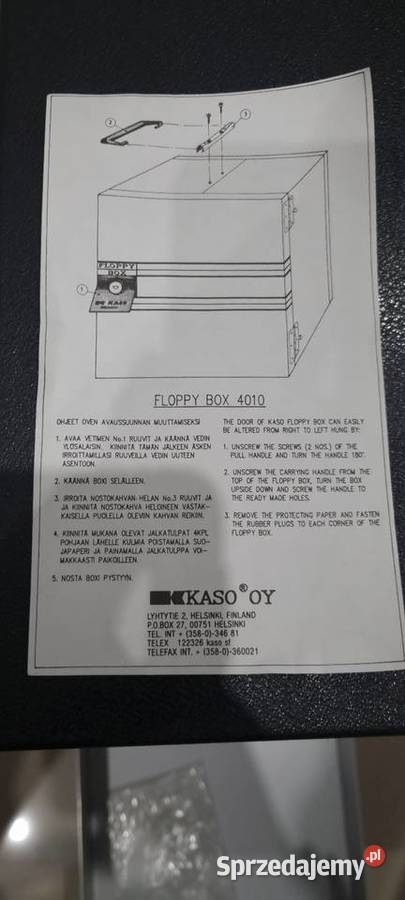 2
3
FLOPPY
BOX
1
KASO
FLOPPY BOX 4010
OHJEET OVEN AVAUSSUUNNAN MUUTTAMISEKSI
1. AVAA VETIMEN No.1 RUUVIT JA KÄÄNNÄ VEDIN
YLÖSALAISIN. KIINNITÄ TÄMÄN JÄLKEEN ÄSKEN
IRROITTAMILLASI RUUVEILLA VEDIN UUTEEN
ASENTOON.
2. KÄÄNNÄ BOXI SELÄLLEEN.
3. IRROITA NOSTOKAHVAN HELAN No.3 RUUVIT JA
JA KIINNITÄ NOSTOKAHVA HELOINEEN VASTAK-
KAISELLA PUOLELLA OLEVIIN KAHVAN REIKIIN.
4. KIINNITÄ MUKANA OLEVAT JALKATULPAT 4KPL
POHJAAN LÄHELLE KULMIA POISTAMALLA SUO-
JAPAPERI JA PAINAMALLA JALKATULPPA VOI-
MAKKAASTI PAIKOILLEEN.
5. NOSTA BOXI PYSTYYN.
THE DOOR OF KASO FLOPPY BOX CAN EASILY
BE ALTERED FROM RIGHT TO LEFT HUNG BY:
1. UNSCREW THE SCREWS (2 NOS.) OF THE
PULL HANDLE AND TURN THE HANDLE 180°.
2. UNSCREW THE CARRYING HANDLE FROM THE
TOP OF THE FLOPPY BOX, TURN THE BOX
UPSIDE DOWN AND SCREW THE HANDLE TO
THE READY MADE HOLES.
3. REMOVE THE PROTECTING PAPER AND FASTEN
THE RUBBER PLUGS TO EACH CORNER OF THE
FLOPPY BOX.
KASO® OY
LYHTYTIE 2, HELSINKI, FINLAND
P.O.BOX 27, 00751 HELSINKI
TEL. INT + (358-0)-346 81
TELEX 122326 kaso sf
TELEFAX INT. + (358-0)-360021
Sprzedajemy.pl